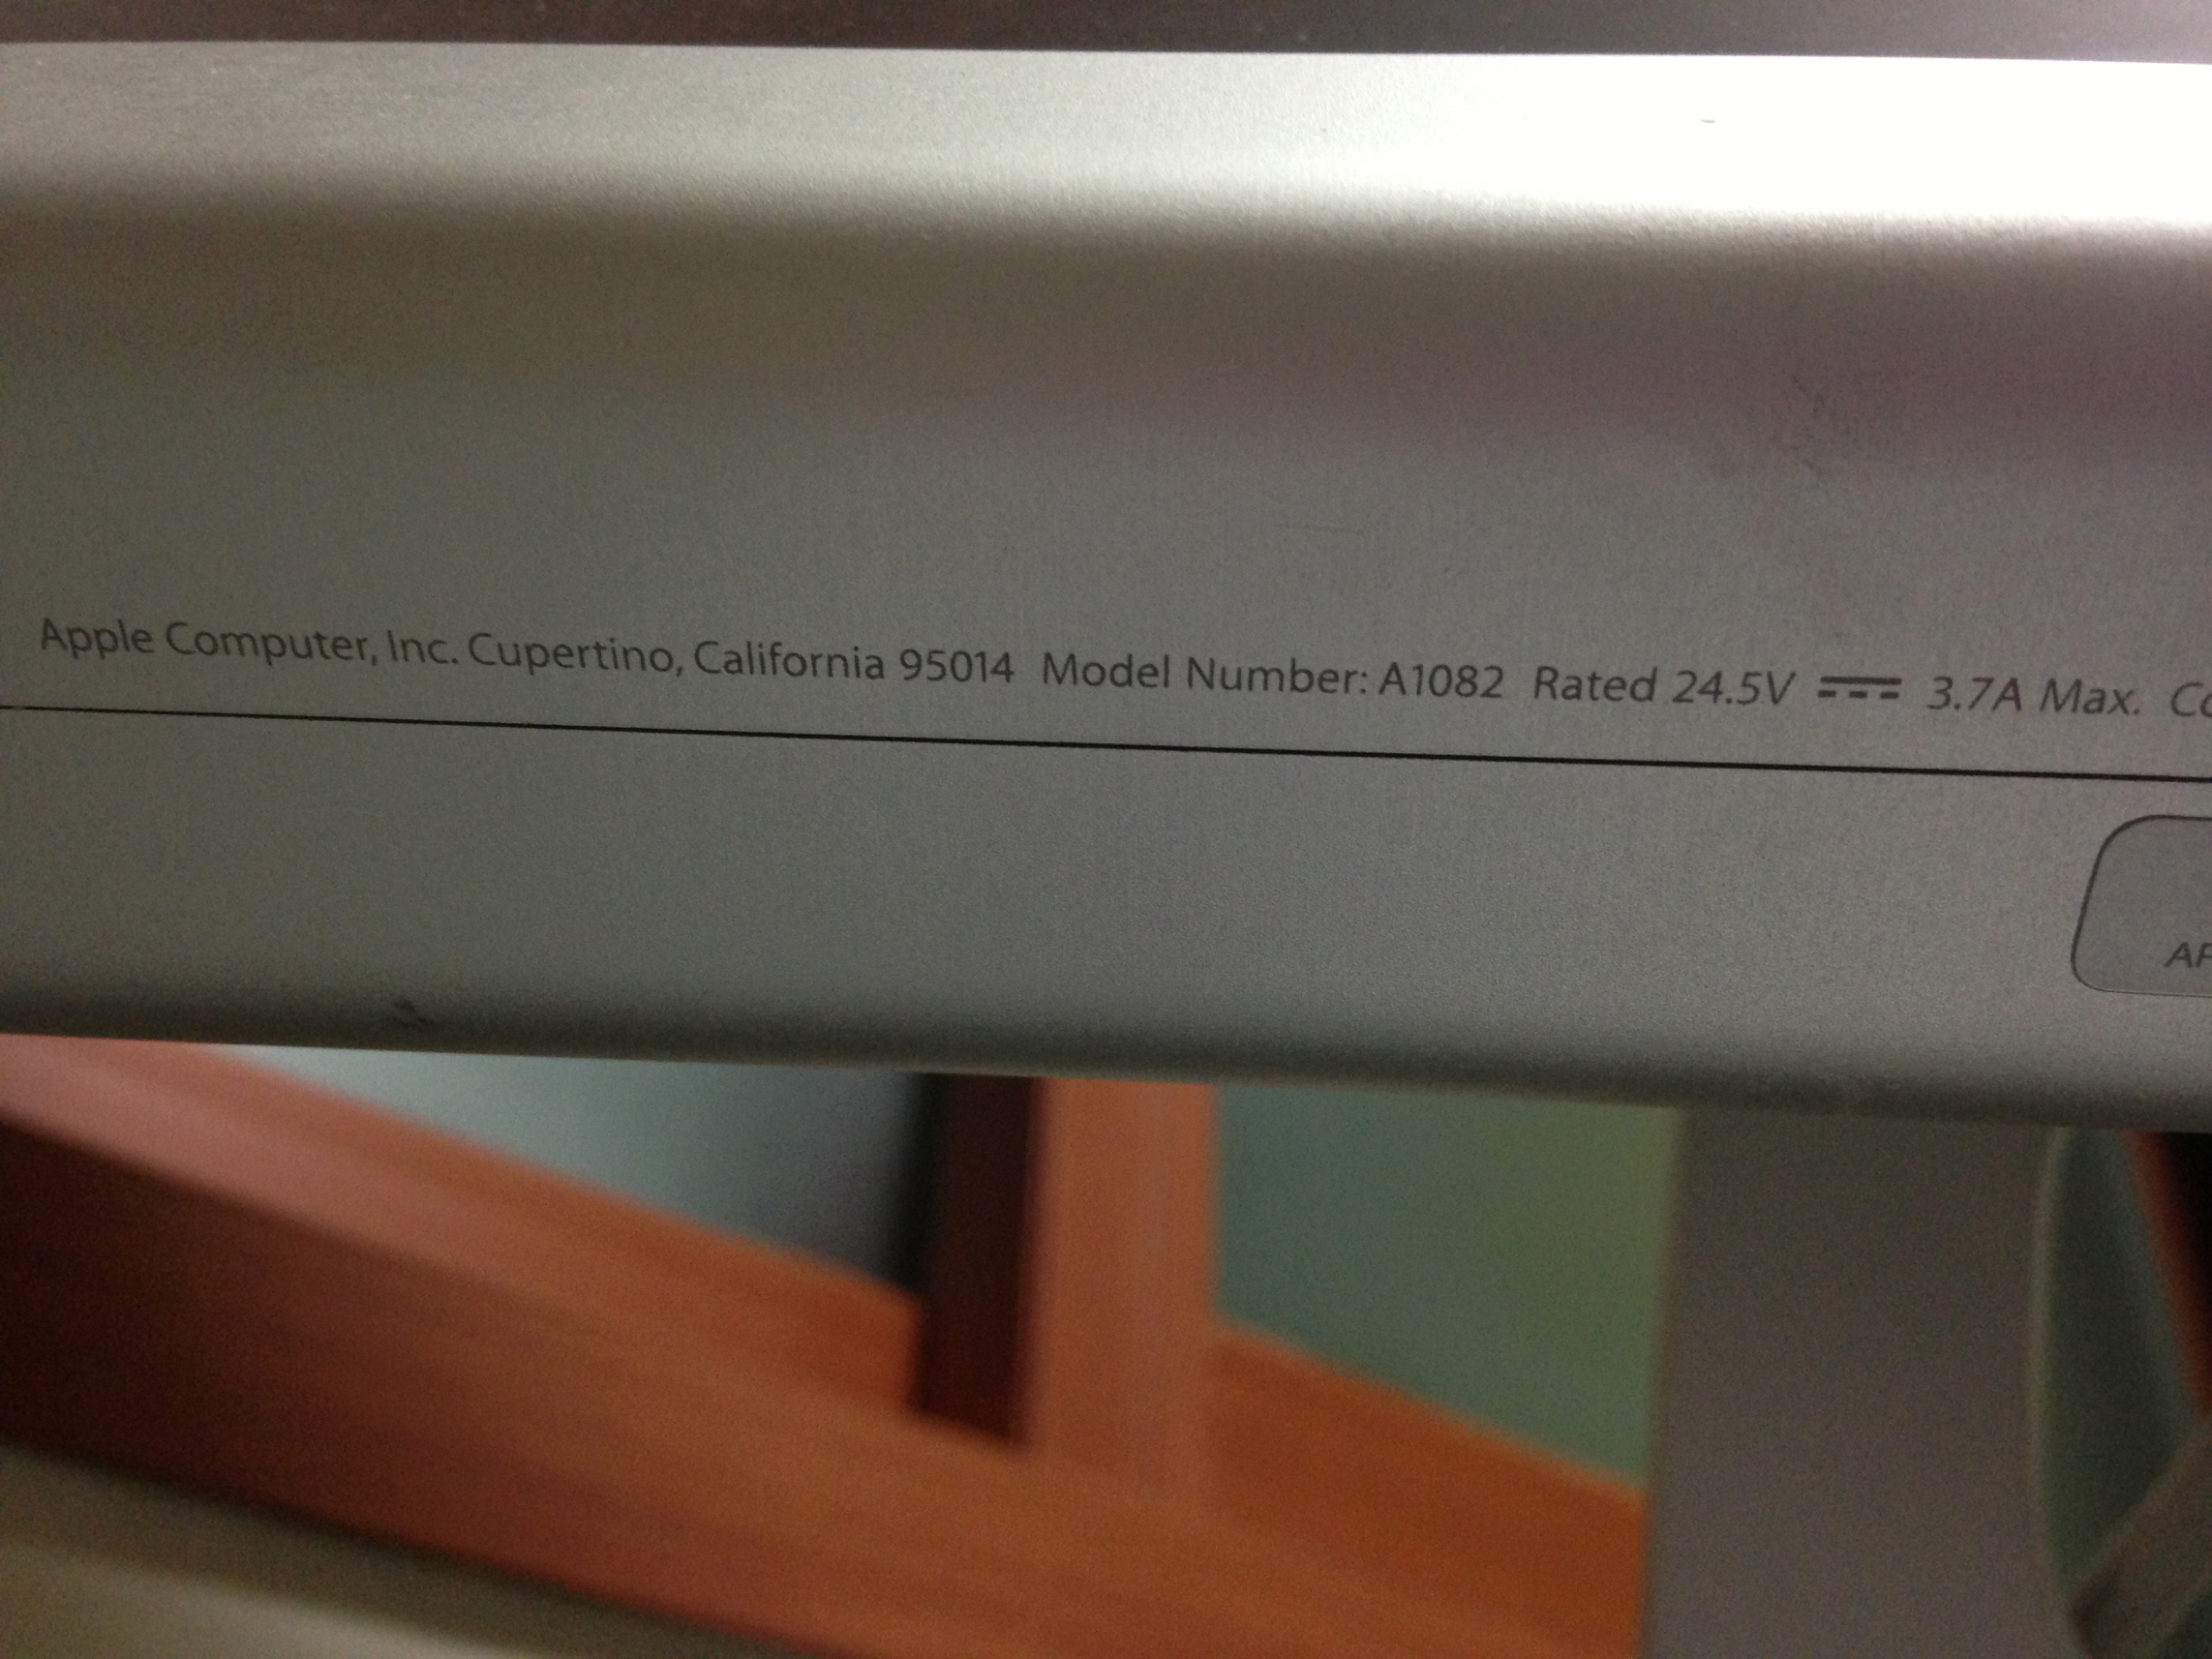 Apple Computer, Inc. Cupertino, California 95014 Model Number: A1082 Rated 24.5V ⎓ 3.7A Max.